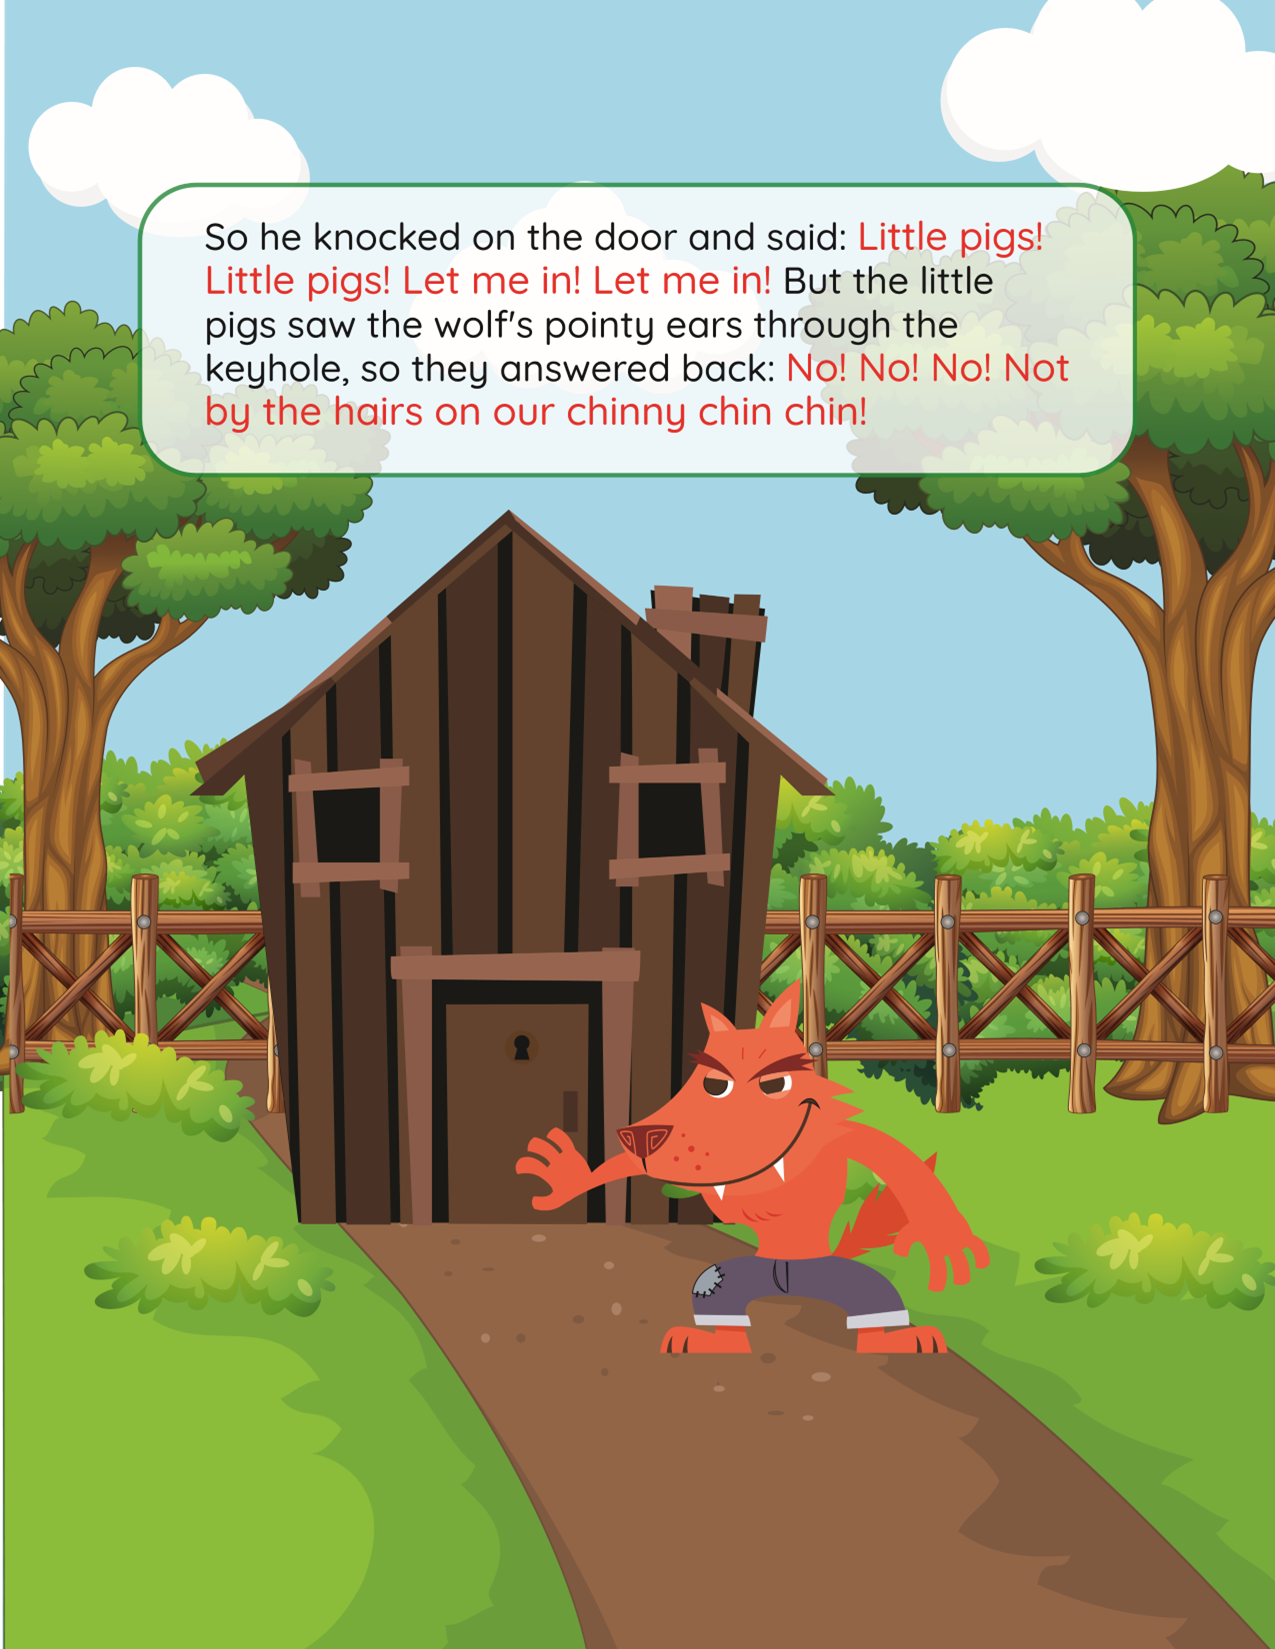 So he knocked on the door and said: Little pigs!
Little pigs! Let me in! Let me in! But the little
pigs saw the wolf's pointy ears through the
keyhole, so they answered back: No! No! No! Not
by the hairs on our chinny chin chin!